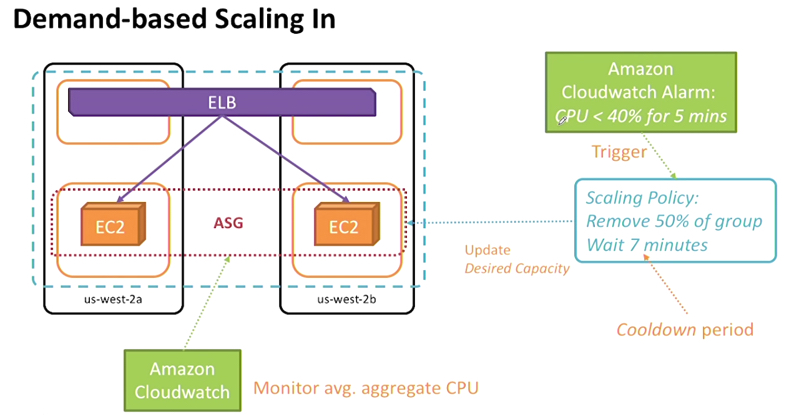 Demand-based Scaling In
ELB
EC2
ASG
EC2
us-west-2a
us-west-2b
Amazon
Cloudwatch
Monitor avg. aggregate CPU
Amazon
Cloudwatch Alarm:
CPU < 40% for 5 mins
Trigger
Scaling Policy:
Remove 50% of group
Wait 7 minutes
Update
Desired Capacity
Cooldown period